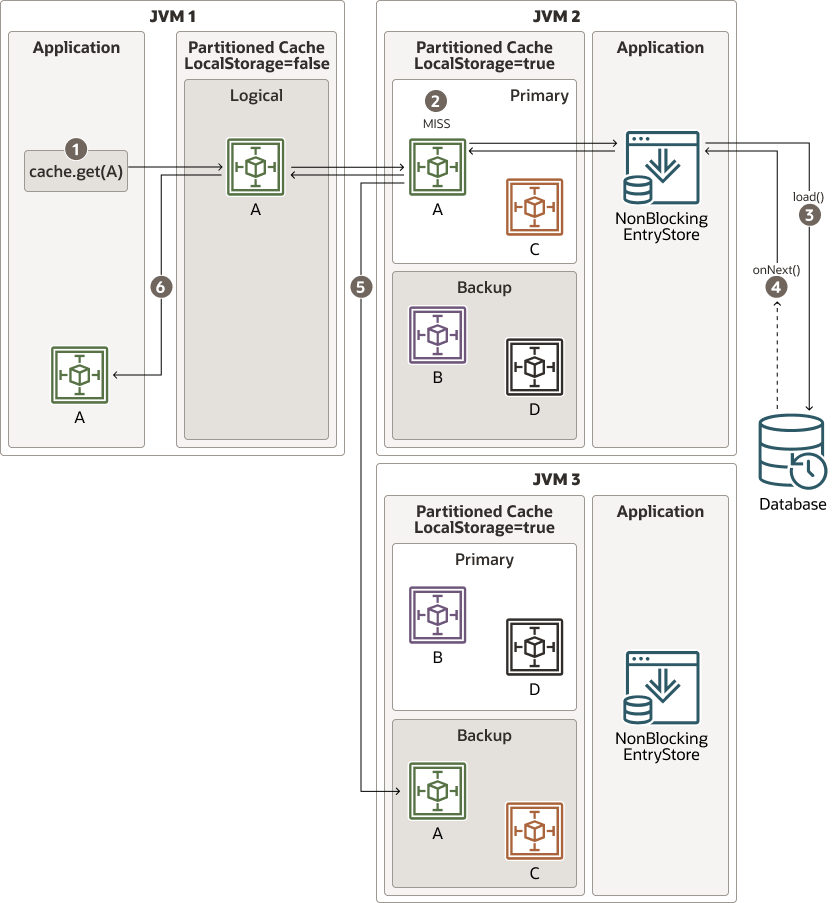 JVM 1
Application
Partitioned Cache
LocalStorage=false
Logical
1
cache.get(A)
A
6
A
JVM 2
Partitioned Cache
LocalStorage=true
Primary
2
MISS
A
C
Backup
B
D
5
Application
NonBlocking
EntryStore
load()
3
onNext()
4
Database
JVM 3
Partitioned Cache
LocalStorage=true
Primary
B
D
Backup
A
C
Application
NonBlocking
EntryStore